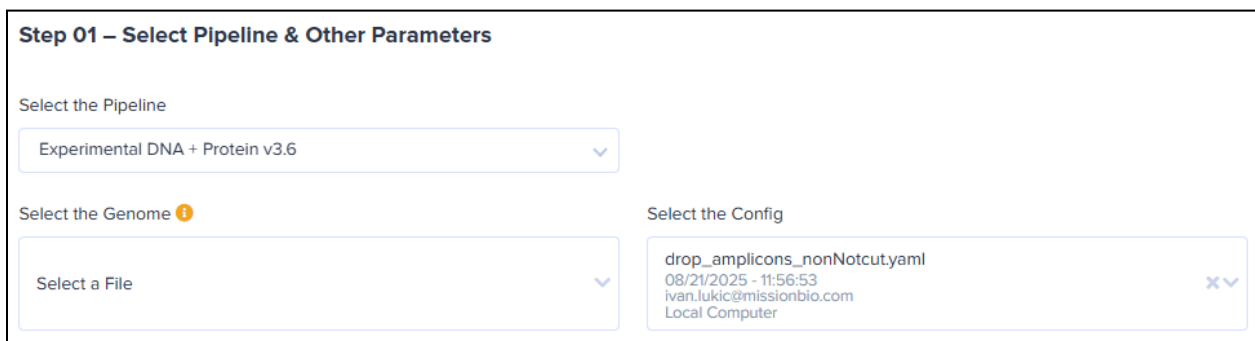 Step 01 – Select Pipeline & Other Parameters
Select the Pipeline
Experimental DNA + Protein v3.6
Select the Genome
Select the Config
Select a File
drop_amplicons_nonNotcut.yaml
08/21/2025 - 11:56:53
ivan.lukic@missionbio.com
Local Computer